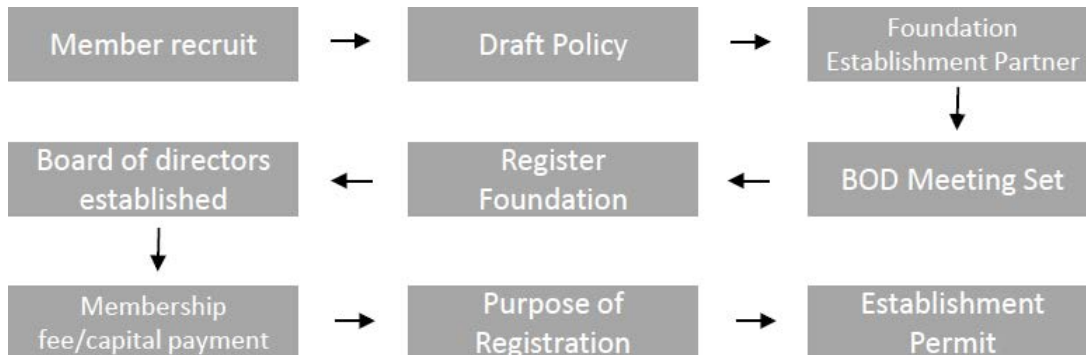 Member recruit
Draft Policy
Foundation
Establishment Partner
BOD Meeting Set
Register
Foundation
Board of directors
established
Membership
fee/capital payment
Purpose of
Registration
Establishment
Permit